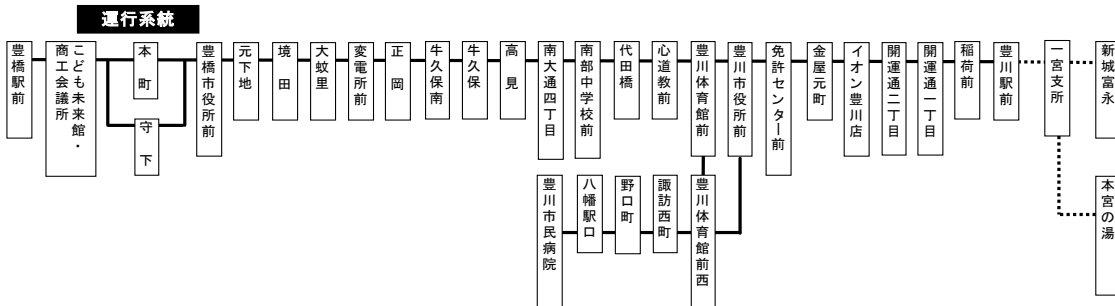 運行系統
豊橋駅前
こども未来館・
商工会議所
本町
守下
豊橋市役所前
元下地
境田
大蚊里
変電所前
正岡
牛久保南
牛久保
高見
南大通四丁目
南部中学校前
代田橋
心道教前
豊川体育館前
豊川市役所前
免許センター前
金屋元町
イオン豊川店
開運通二丁目
開運通一丁目
稲荷前
豊川駅前
一宮支所
新城富永
豊川市民病院
八幡駅口
野口町
諏訪西町
豊川体育館前西
本宮の湯